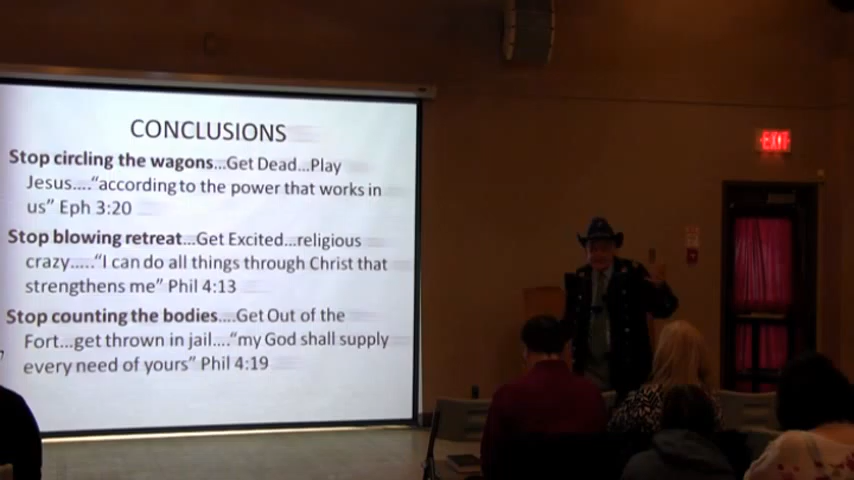 CONCLUSIONS
Stop circling the wagons...Get Dead...Play
Jesus....“according to the power that works in
us” Eph 3:20
Stop blowing retreat...Get Excited...religious
crazy.....“I can do all things through Christ that
strengthens me” Phil 4:13
Stop counting the bodies....Get Out of the
Fort...get thrown in jail....“my God shall supply
every need of yours” Phil 4:19
EXIT